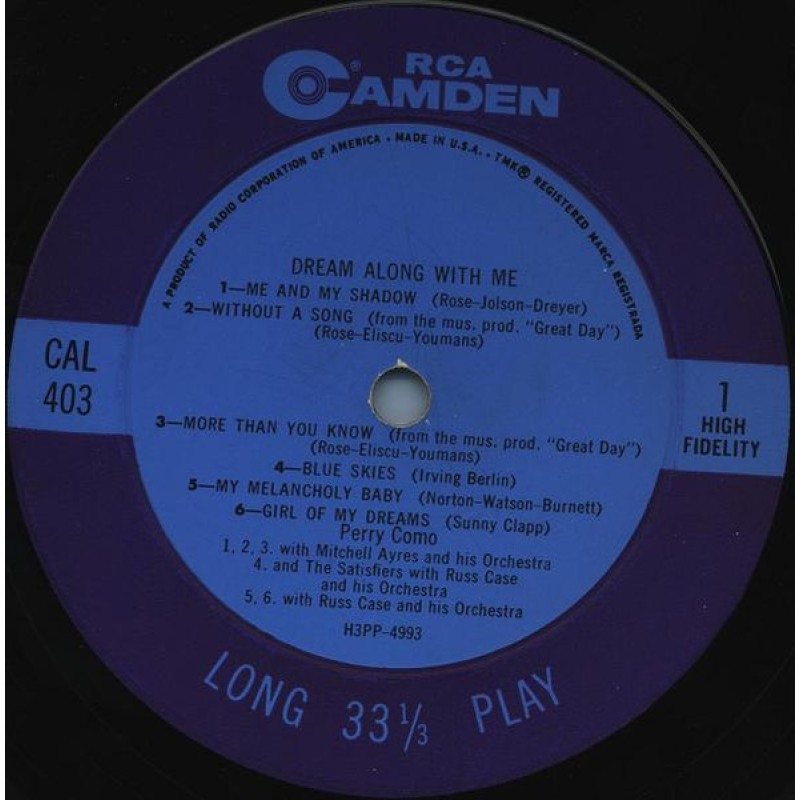 RCA
CAMDEN®
A PRODUCT OF RADIO CORPORATION OF AMERICA • MADE IN U.S.A. • TMK® REGISTERED MARCA REGISTRADA
DREAM ALONG WITH ME
1—ME AND MY SHADOW (Rose-Jolson-Dreyer)
2—WITHOUT A SONG (from the mus. prod. "Great Day")
(Rose-Eliscu-Youmans)
CAL
403
1
HIGH
FIDELITY
3—MORE THAN YOU KNOW (from the mus. prod. "Great Day")
(Rose-Eliscu-Youmans)
4—BLUE SKIES (Irving Berlin)
5—MY MELANCHOLY BABY (Norton-Watson-Burnett)
6—GIRL OF MY DREAMS (Sunny Clapp)
Perry Como
1, 2, 3. with Mitchell Ayres and his Orchestra
4. and The Satisfiers with Russ Case
and his Orchestra
5, 6. with Russ Case and his Orchestra
H3PP-4993
LONG 33 1/3 PLAY